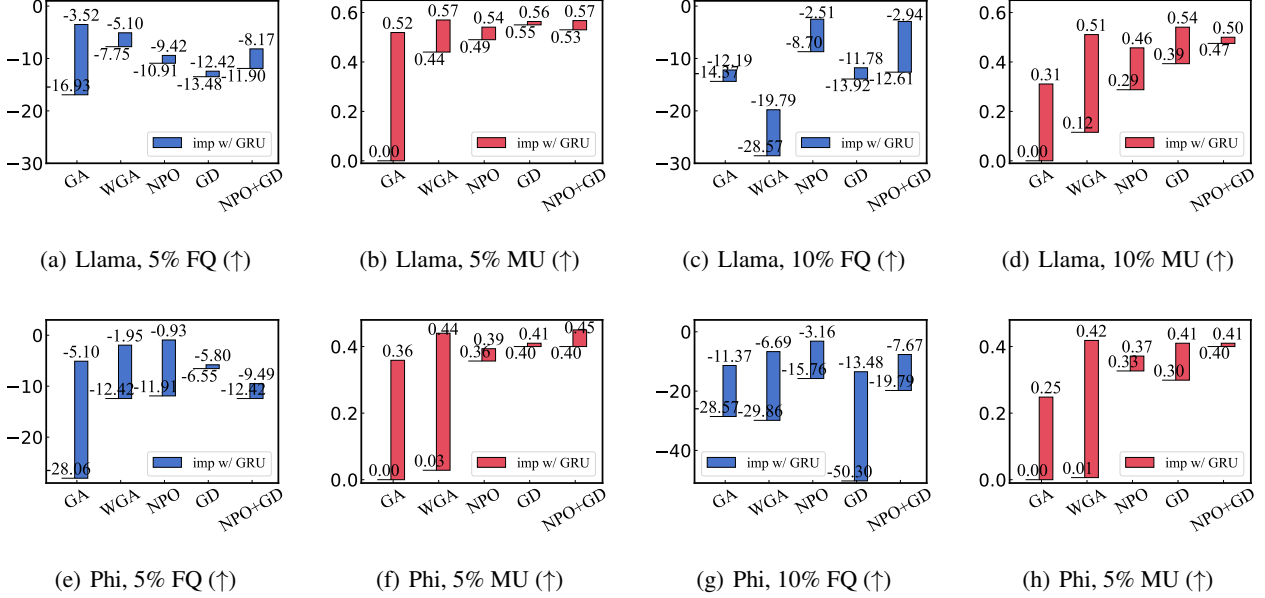 0
−10
−20
−30
-3.52
-16.93
-5.10
-7.75
-9.42
-10.91
-12.42
-13.48
-8.17
-11.90
imp w/ GRU
GA
WGA
NPO
GD
NPO+GD
(a) Llama, 5% FQ (↑)
0.6
0.4
0.2
0.0
0.52
0.00
0.57
0.44
0.54
0.49
0.56
0.55
0.57
0.53
imp w/ GRU
GA
WGA
NPO
GD
NPO+GD
(b) Llama, 5% MU (↑)
0
−10
−20
−30
-12.19
-14.37
-19.79
-28.57
-2.51
-8.70
-11.78
-13.92
-2.94
-12.61
imp w/ GRU
GA
WGA
NPO
GD
NPO+GD
(c) Llama, 10% FQ (↑)
0.6
0.4
0.2
0.0
0.31
0.00
0.51
0.12
0.46
0.29
0.54
0.39
0.50
0.47
imp w/ GRU
GA
WGA
NPO
GD
NPO+GD
(d) Llama, 10% MU (↑)
0
−10
−20
-5.10
-28.06
-1.95
-12.42
-0.93
-11.91
-5.80
-6.55
-9.49
-12.42
imp w/ GRU
GA
WGA
NPO
GD
NPO+GD
(e) Phi, 5% FQ (↑)
0.4
0.2
0.0
0.36
0.00
0.44
0.03
0.39
0.36
0.41
0.40
0.45
0.40
imp w/ GRU
GA
WGA
NPO
GD
NPO+GD
(f) Phi, 5% MU (↑)
0
−20
−40
-11.37
-28.57
-6.69
-29.86
-3.16
-15.76
-13.48
-50.30
-7.67
-19.79
imp w/ GRU
GA
WGA
NPO
GD
NPO+GD
(g) Phi, 10% FQ (↑)
0.4
0.2
0.0
0.25
0.00
0.42
0.01
0.37
0.33
0.41
0.30
0.41
0.40
imp w/ GRU
GA
WGA
NPO
GD
NPO+GD
(h) Phi, 5% MU (↑)